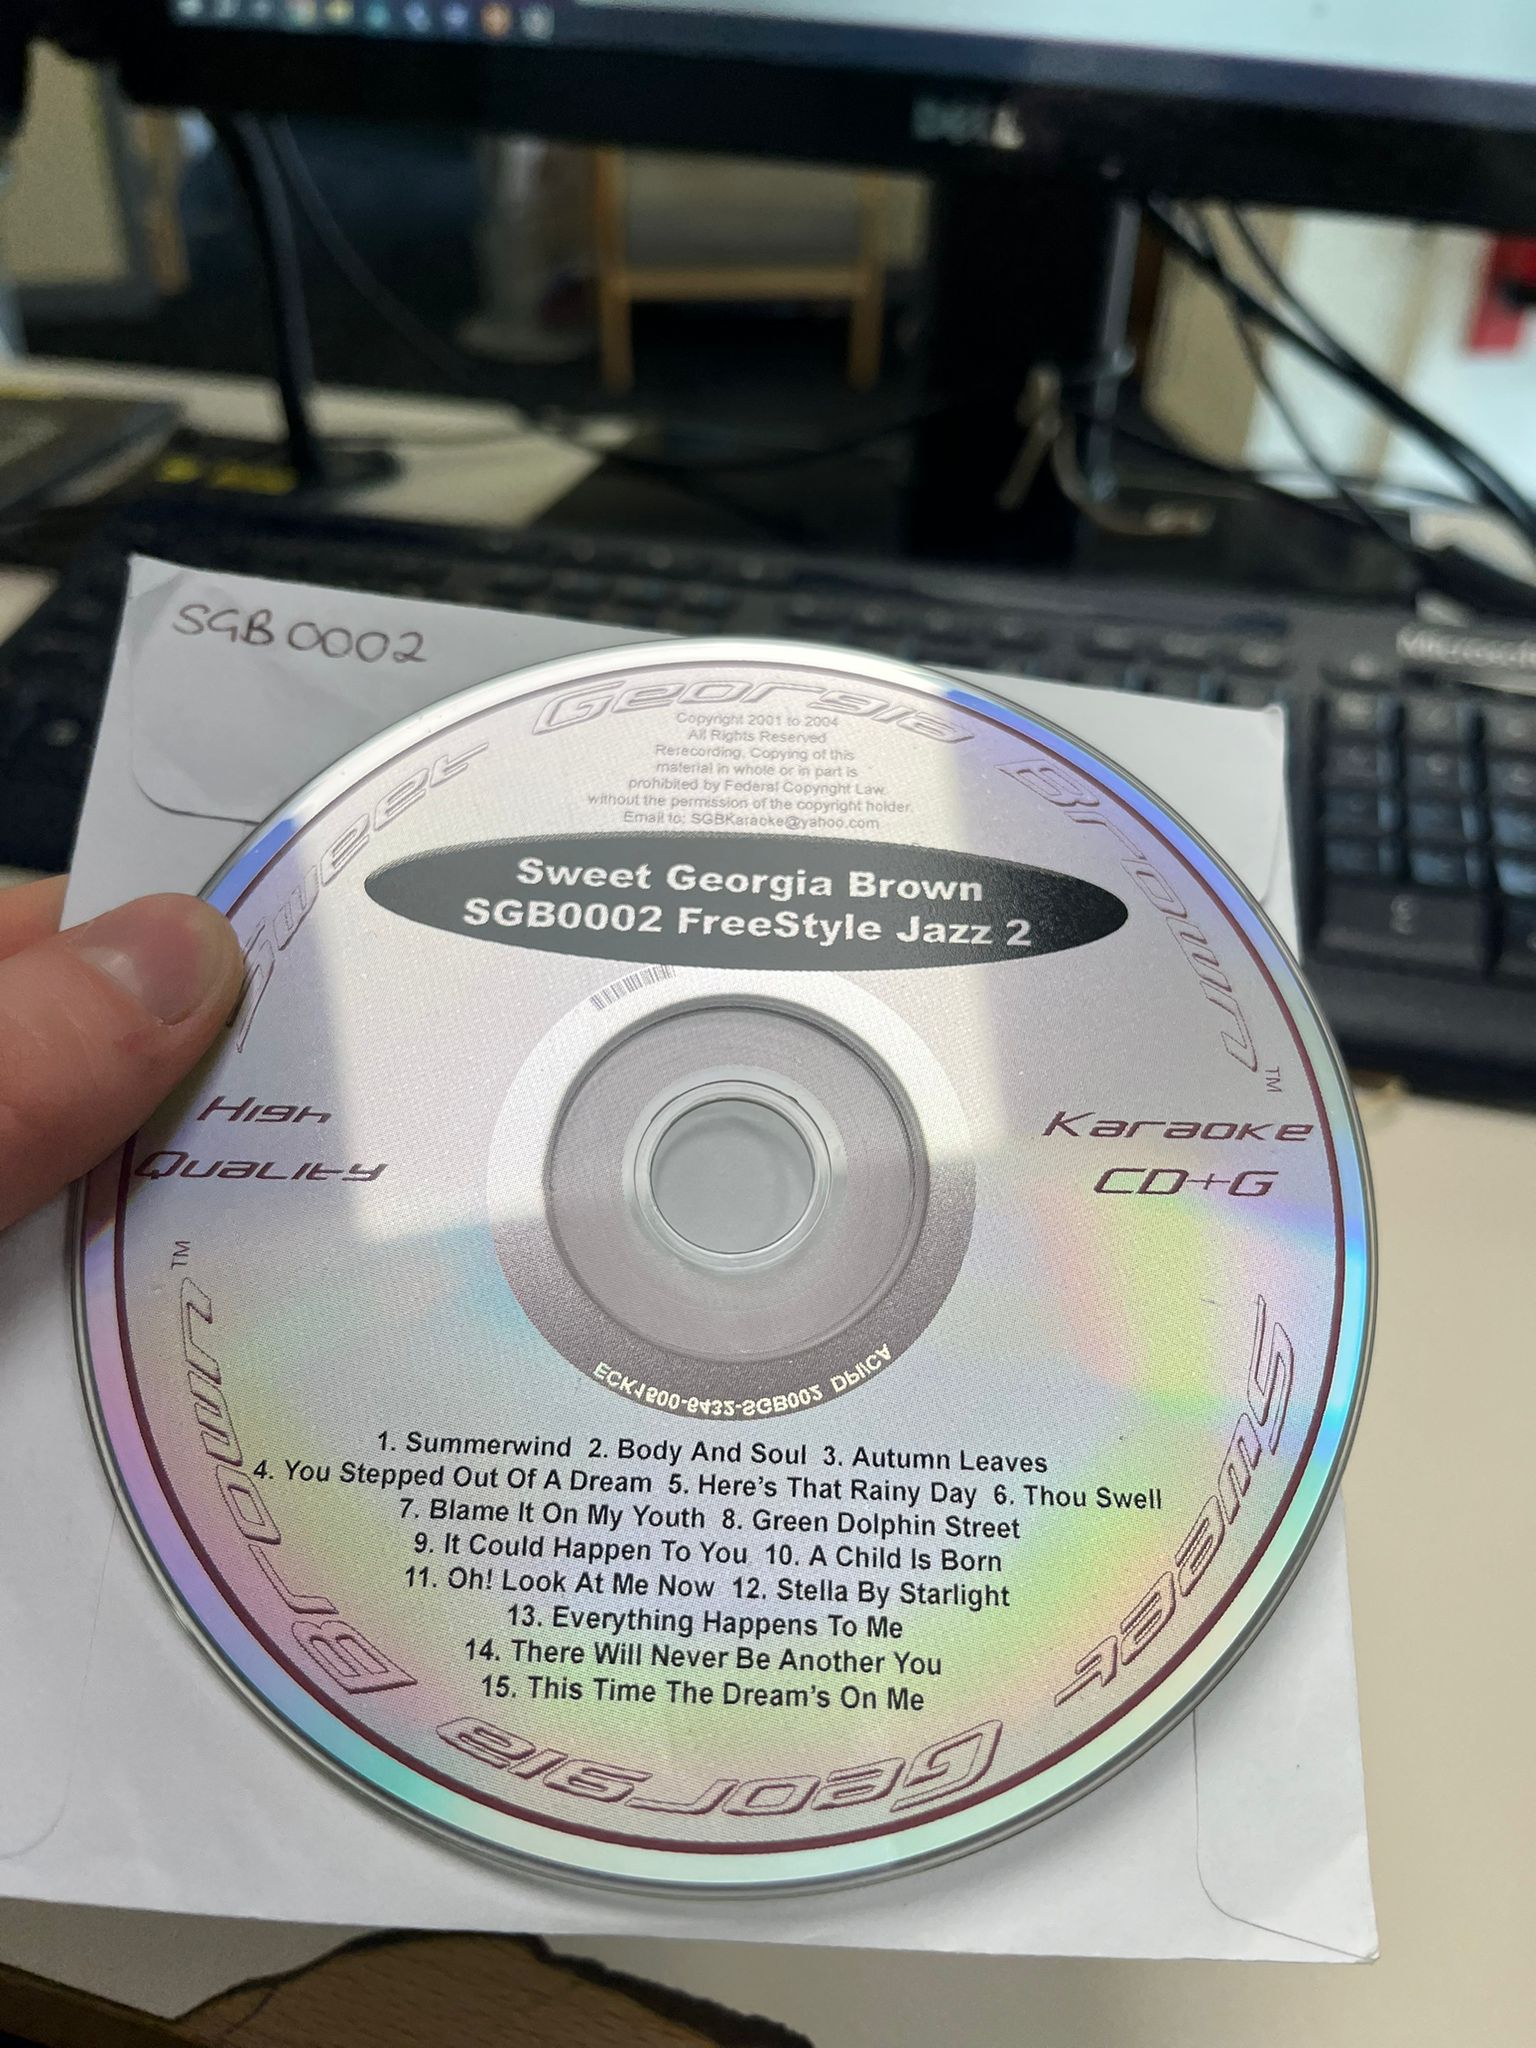 DELL
Microsoft
SGB0002
Sweet Georgia Brown™
Copyright 2001 to 2004
All Rights Reserved
Rerecording, Copying of this
material in whole or in part is
prohibited by Federal Copyright Law
without the permission of the copyright holder.
Email to: SGBKaraoke@yahoo.com
Sweet Georgia Brown
SGB0002 FreeStyle Jazz 2
High
Quality
Karaoke
CD+G
1. Summerwind 2. Body And Soul 3. Autumn Leaves
4. You Stepped Out Of A Dream 5. Here's That Rainy Day 6. Thou Swell
7. Blame It On My Youth 8. Green Dolphin Street
9. It Could Happen To You 10. A Child Is Born
11. Oh! Look At Me Now 12. Stella By Starlight
13. Everything Happens To Me
14. There Will Never Be Another You
15. This Time The Dream's On Me
Sweet Georgia Brown™